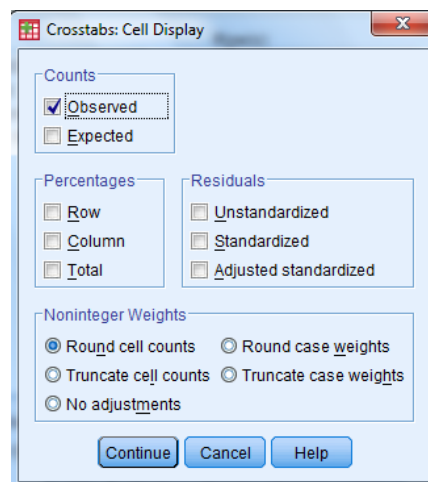 Crosstabs: Cell Display
Counts
Observed
Expected
Percentages
Row
Column
Total
Residuals
Unstandardized
Standardized
Adjusted standardized
Noninteger Weights
Round cell counts Round case weights
Truncate cell counts Truncate case weights
No adjustments
Continue Cancel Help